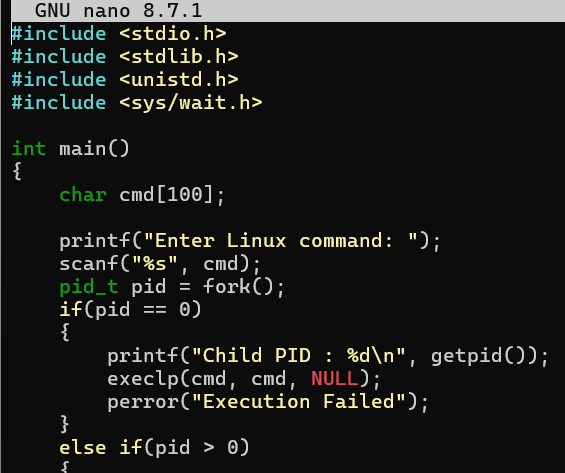 GNU nano 8.7.1
#include <stdio.h>
#include <stdlib.h>
#include <unistd.h>
#include <sys/wait.h>
int main()
{
    char cmd[100];
    printf("Enter Linux command: ");
    scanf("%s", cmd);
    pid_t pid = fork();
    if(pid == 0)
    {
        printf("Child PID : %d\n", getpid());
        execlp(cmd, cmd, NULL);
        perror("Execution Failed");
    }
    else if(pid > 0)
    {